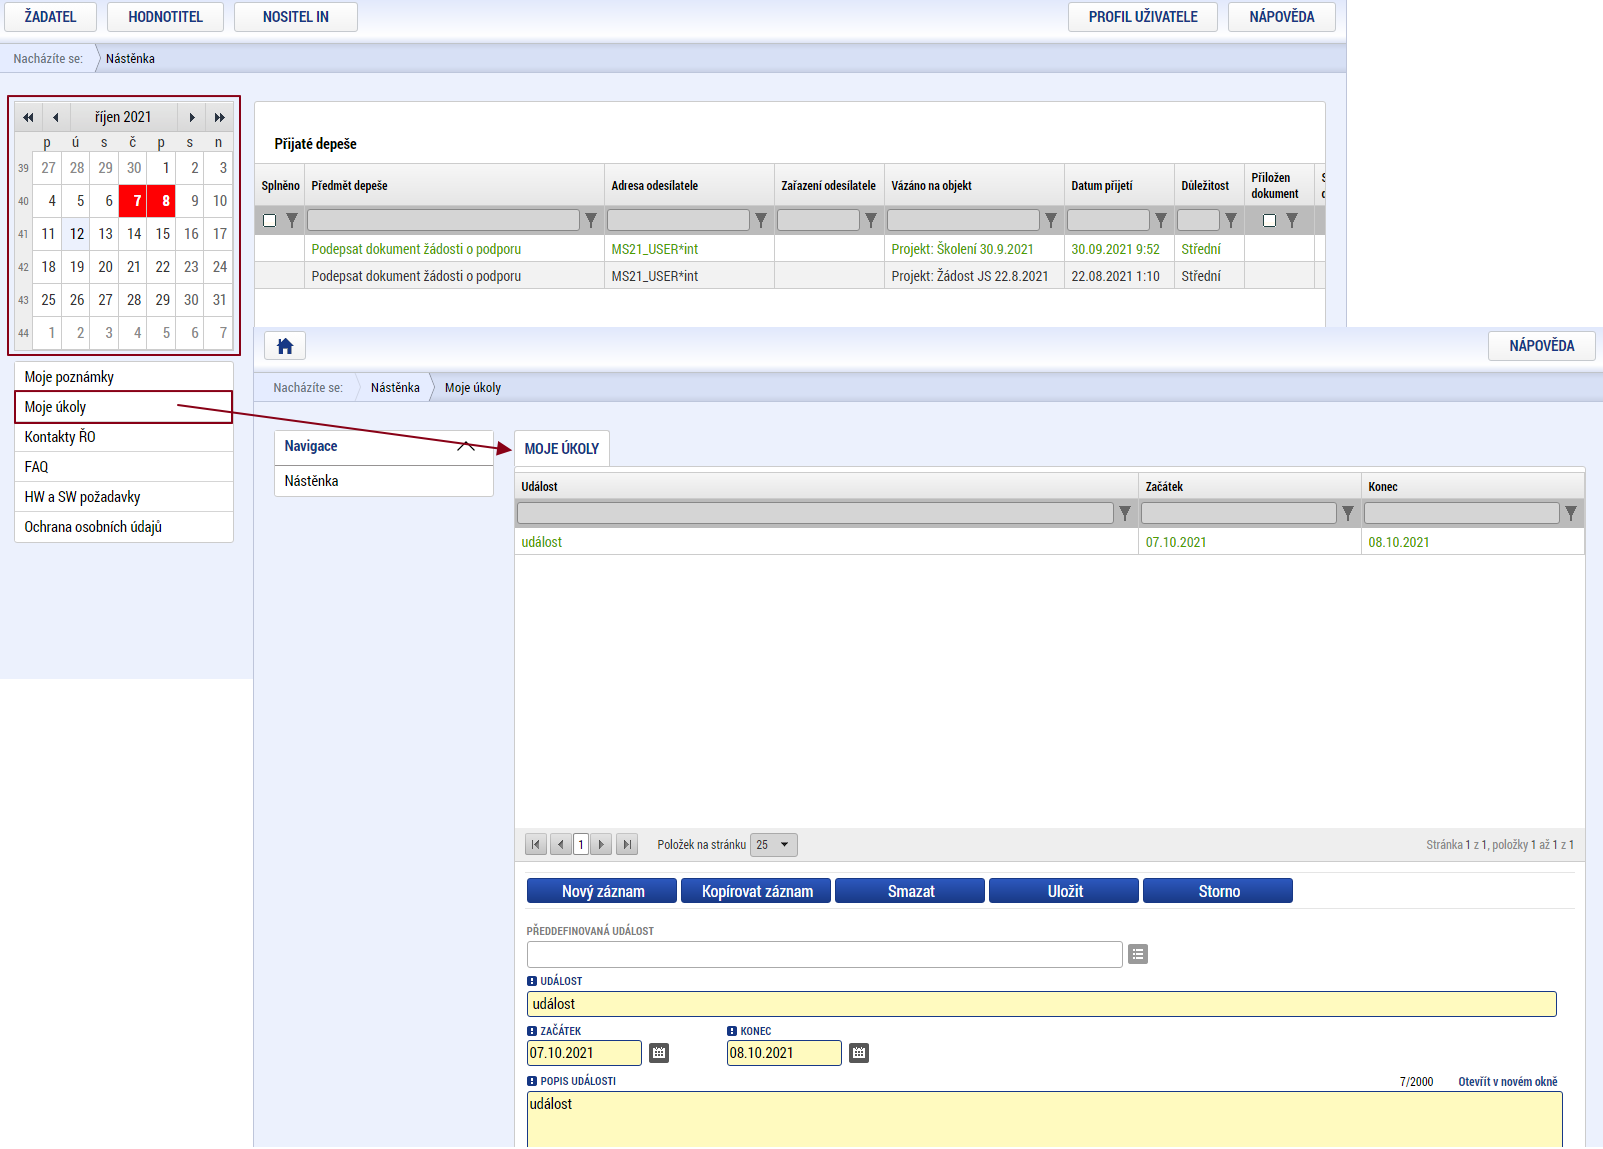 ŽADATEL HODNOTITEL NOSITEL IN PROFIL UŽIVATELE NÁPOVĚDA
Nacházíte se: Nástěnka
říjen 2021
p ú s č p s n
39 27 28 29 30 1 2 3
40 4 5 6 7 8 9 10
41 11 12 13 14 15 16 17
42 18 19 20 21 22 23 24
43 25 26 27 28 29 30 31
44 1 2 3 4 5 6 7
Moje poznámky
Moje úkoly
Kontakty ŘO
FAQ
HW a SW požadavky
Ochrana osobních údajů
Přijaté depeše
Splněno Předmět depeše Adresa odesílatele Zařazení odesílatele Vázáno na objekt Datum přijetí Důležitost Přiložen dokument
Podepsat dokument žádosti o podporu MS21_USER*int Projekt: Školení 30.9.2021 30.09.2021 9:52 Střední
Podepsat dokument žádosti o podporu MS21_USER*int Projekt: Žádost JS 22.8.2021 22.08.2021 1:10 Střední
NÁPOVĚDA
Nacházíte se: Nástěnka Moje úkoly
Navigace
Nástěnka
MOJE ÚKOLY
Událost Začátek Konec
událost 07.10.2021 08.10.2021
1 Položek na stránku 25 Stránka 1 z 1, položky 1 až 1 z 1
Nový záznam Kopírovat záznam Smazat Uložit Storno
PŘEDDEFINOVANÁ UDÁLOST
UDÁLOST
událost
ZAČÁTEK KONEC
07.10.2021 08.10.2021
POPIS UDÁLOSTI 7/2000 Otevřít v novém okně
událost